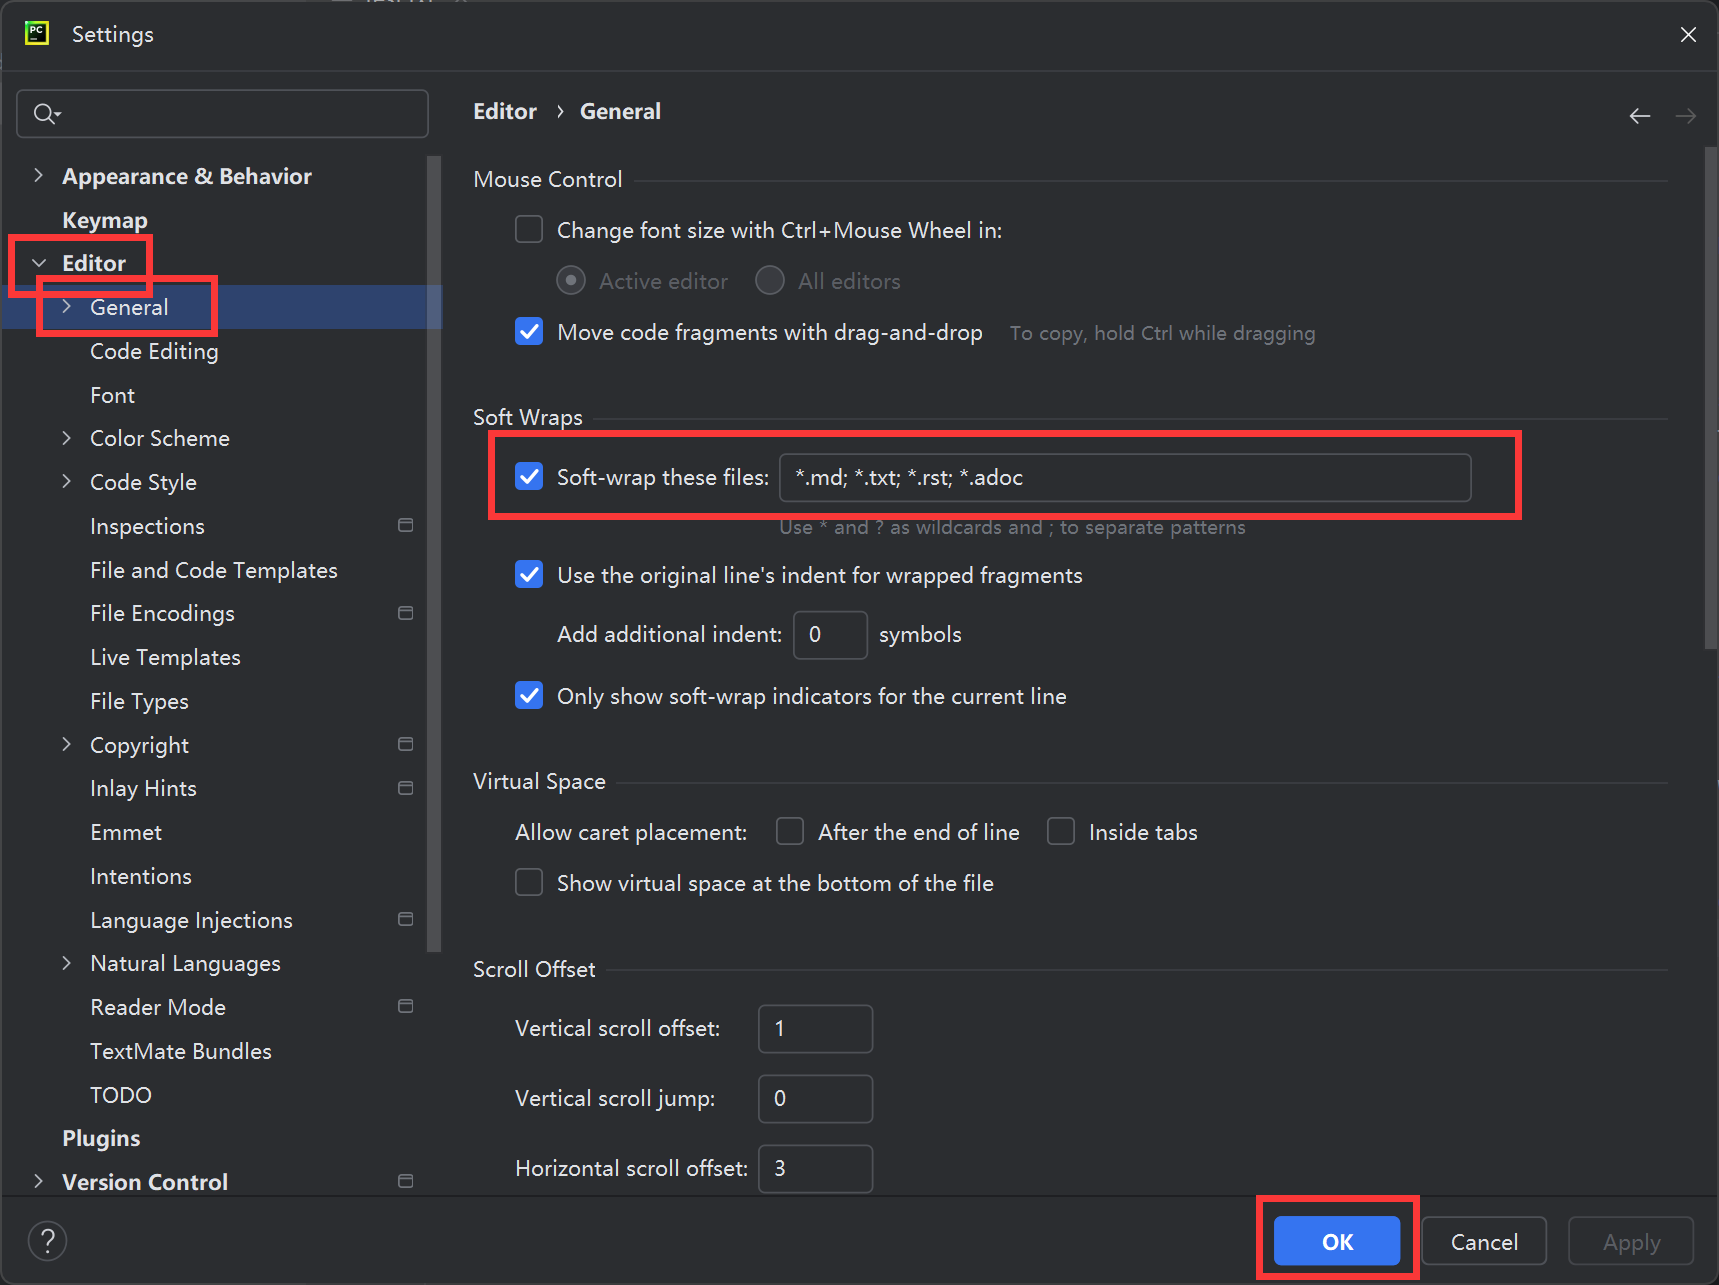 PC
Settings
Appearance & Behavior
Keymap
Editor
General
Code Editing
Font
Color Scheme
Code Style
Inspections
File and Code Templates
File Encodings
Live Templates
File Types
Copyright
Inlay Hints
Emmet
Intentions
Language Injections
Natural Languages
Reader Mode
TextMate Bundles
TODO
Plugins
Version Control
Editor › General
Mouse Control
Change font size with Ctrl+Mouse Wheel in:
Active editor All editors
Move code fragments with drag-and-drop To copy, hold Ctrl while dragging
Soft Wraps
Soft-wrap these files: *.md; *.txt; *.rst; *.adoc
Use * and ? as wildcards and ; to separate patterns
Use the original line's indent for wrapped fragments
Add additional indent: 0 symbols
Only show soft-wrap indicators for the current line
Virtual Space
Allow caret placement: After the end of line Inside tabs
Show virtual space at the bottom of the file
Scroll Offset
Vertical scroll offset: 1
Vertical scroll jump: 0
Horizontal scroll offset: 3
? OK Cancel Apply